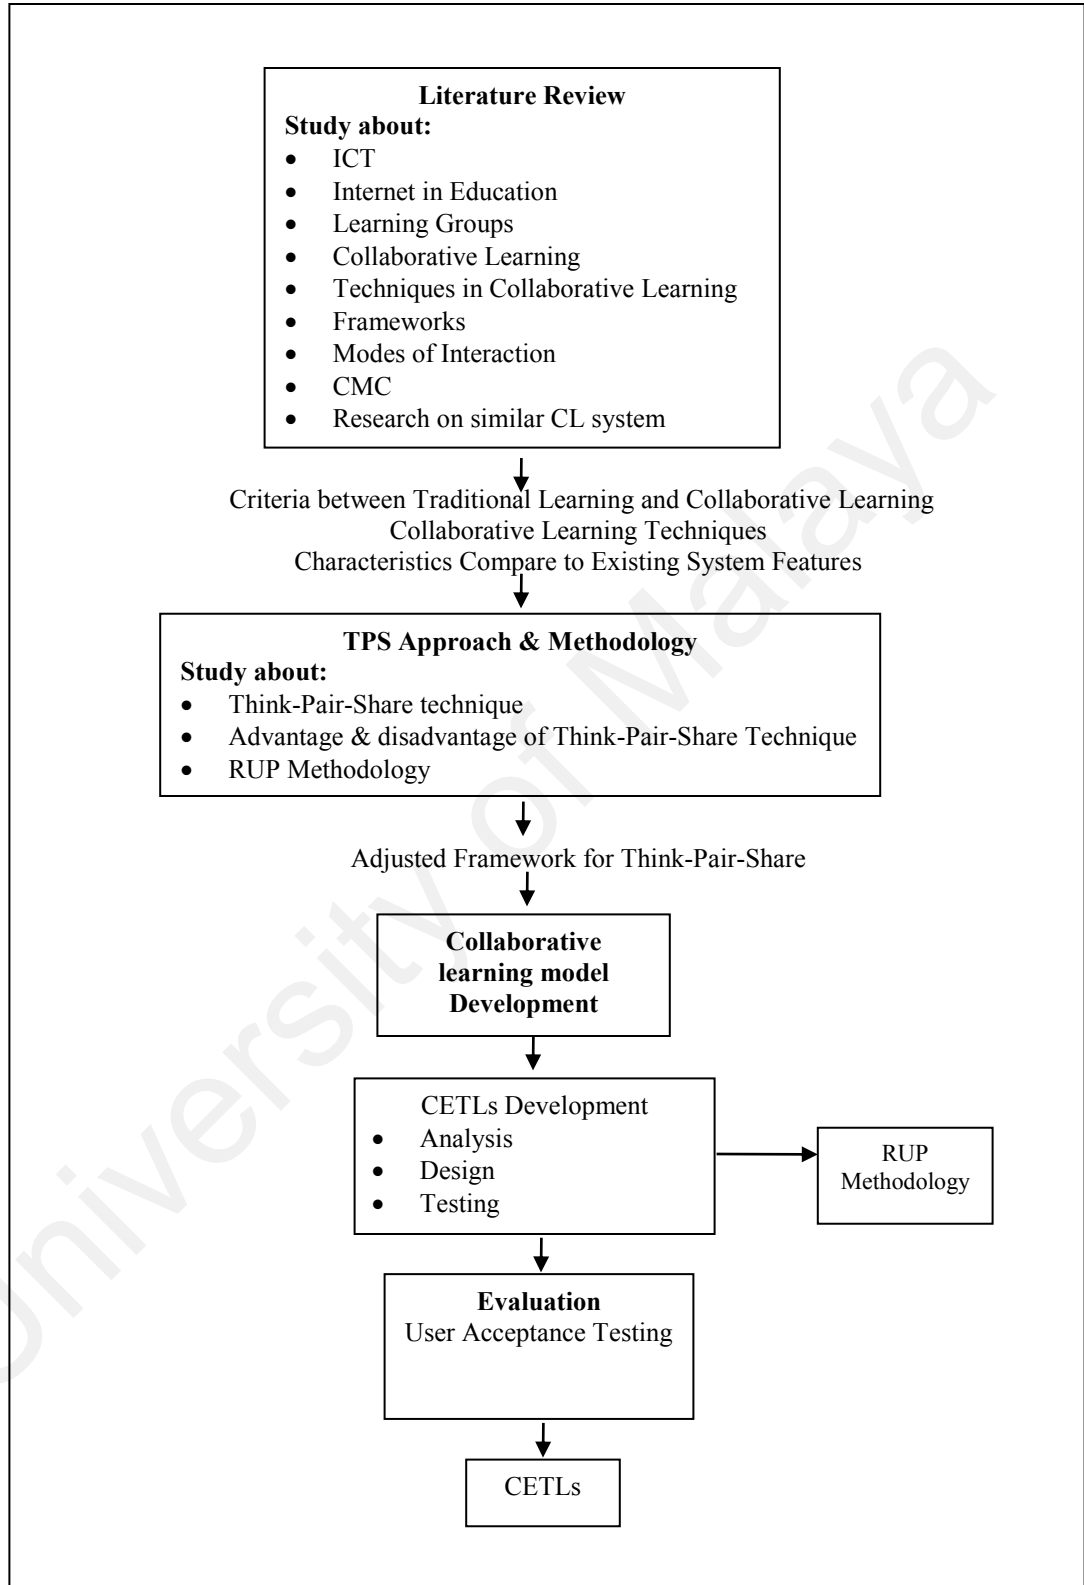 Literature Review
Study about:
• ICT
• Internet in Education
• Learning Groups
• Collaborative Learning
• Techniques in Collaborative Learning
• Frameworks
• Modes of Interaction
• CMC
• Research on similar CL system
Criteria between Traditional Learning and Collaborative Learning
Collaborative Learning Techniques
Characteristics Compare to Existing System Features
TPS Approach & Methodology
Study about:
• Think-Pair-Share technique
• Advantage & disadvantage of Think-Pair-Share Technique
• RUP Methodology
Adjusted Framework for Think-Pair-Share
Collaborative
learning model
Development
CETLs Development
• Analysis
• Design
• Testing
RUP
Methodology
Evaluation
User Acceptance Testing
CETLs
University of Malaya